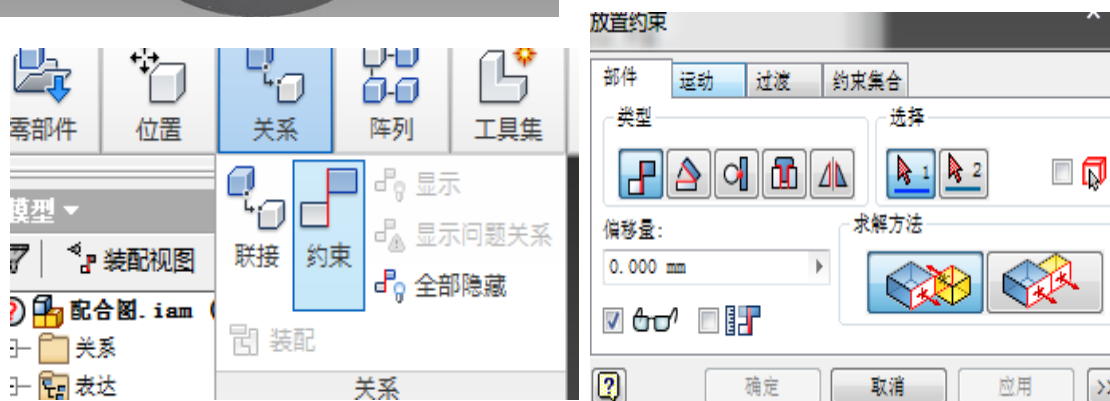 零部件
位置
关系
阵列
工具集
联接
约束
显示
显示问题关系
全部隐藏
装配
关系
模型
装配视图
配合图.iam (
关系
表达
放置约束
部件
运动
过渡
约束集合
类型
选择
1
2
偏移量:
0.000 mm
求解方法
?
确定
取消
应用
>>